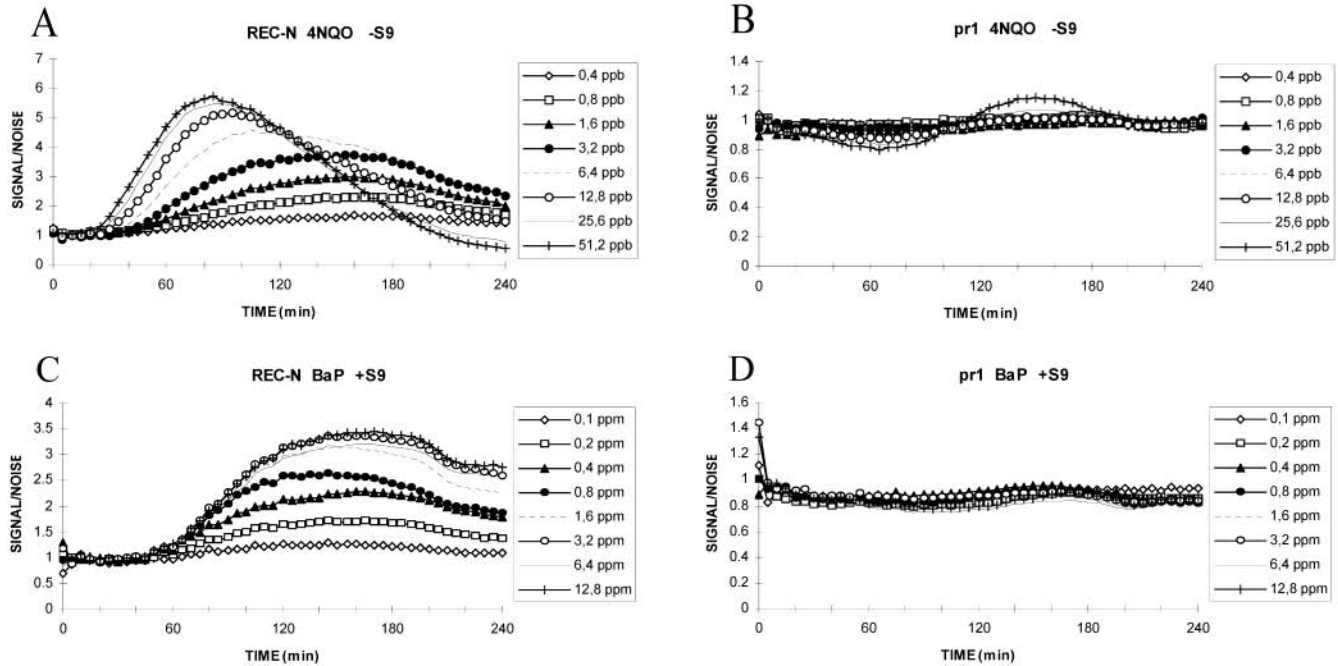 A
REC-N 4NQO -S9
SIGNAL/NOISE
7
6
5
4
3
2
1
0
0 60 120 180 240
TIME (min)
0,4 ppb
0,8 ppb
1,6 ppb
3,2 ppb
6,4 ppb
12,8 ppb
25,6 ppb
51,2 ppb
B
pr1 4NQO -S9
SIGNAL/NOISE
1.4
1.2
1
0.8
0.6
0.4
0.2
0
0 60 120 180 240
TIME (min)
0,4 ppb
0,8 ppb
1,6 ppb
3,2 ppb
6,4 ppb
12,8 ppb
25,6 ppb
51,2 ppb
C
REC-N BaP +S9
SIGNAL/NOISE
4
3.5
3
2.5
2
1.5
1
0.5
0
0 60 120 180 240
TIME (min)
0,1 ppm
0,2 ppm
0,4 ppm
0,8 ppm
1,6 ppm
3,2 ppm
6,4 ppm
12,8 ppm
D
pr1 BaP +S9
SIGNAL/NOISE
1.6
1.4
1.2
1
0.8
0.6
0.4
0.2
0
0 60 120 180 240
TIME (min)
0,1 ppm
0,2 ppm
0,4 ppm
0,8 ppm
1,6 ppm
3,2 ppm
6,4 ppm
12,8 ppm